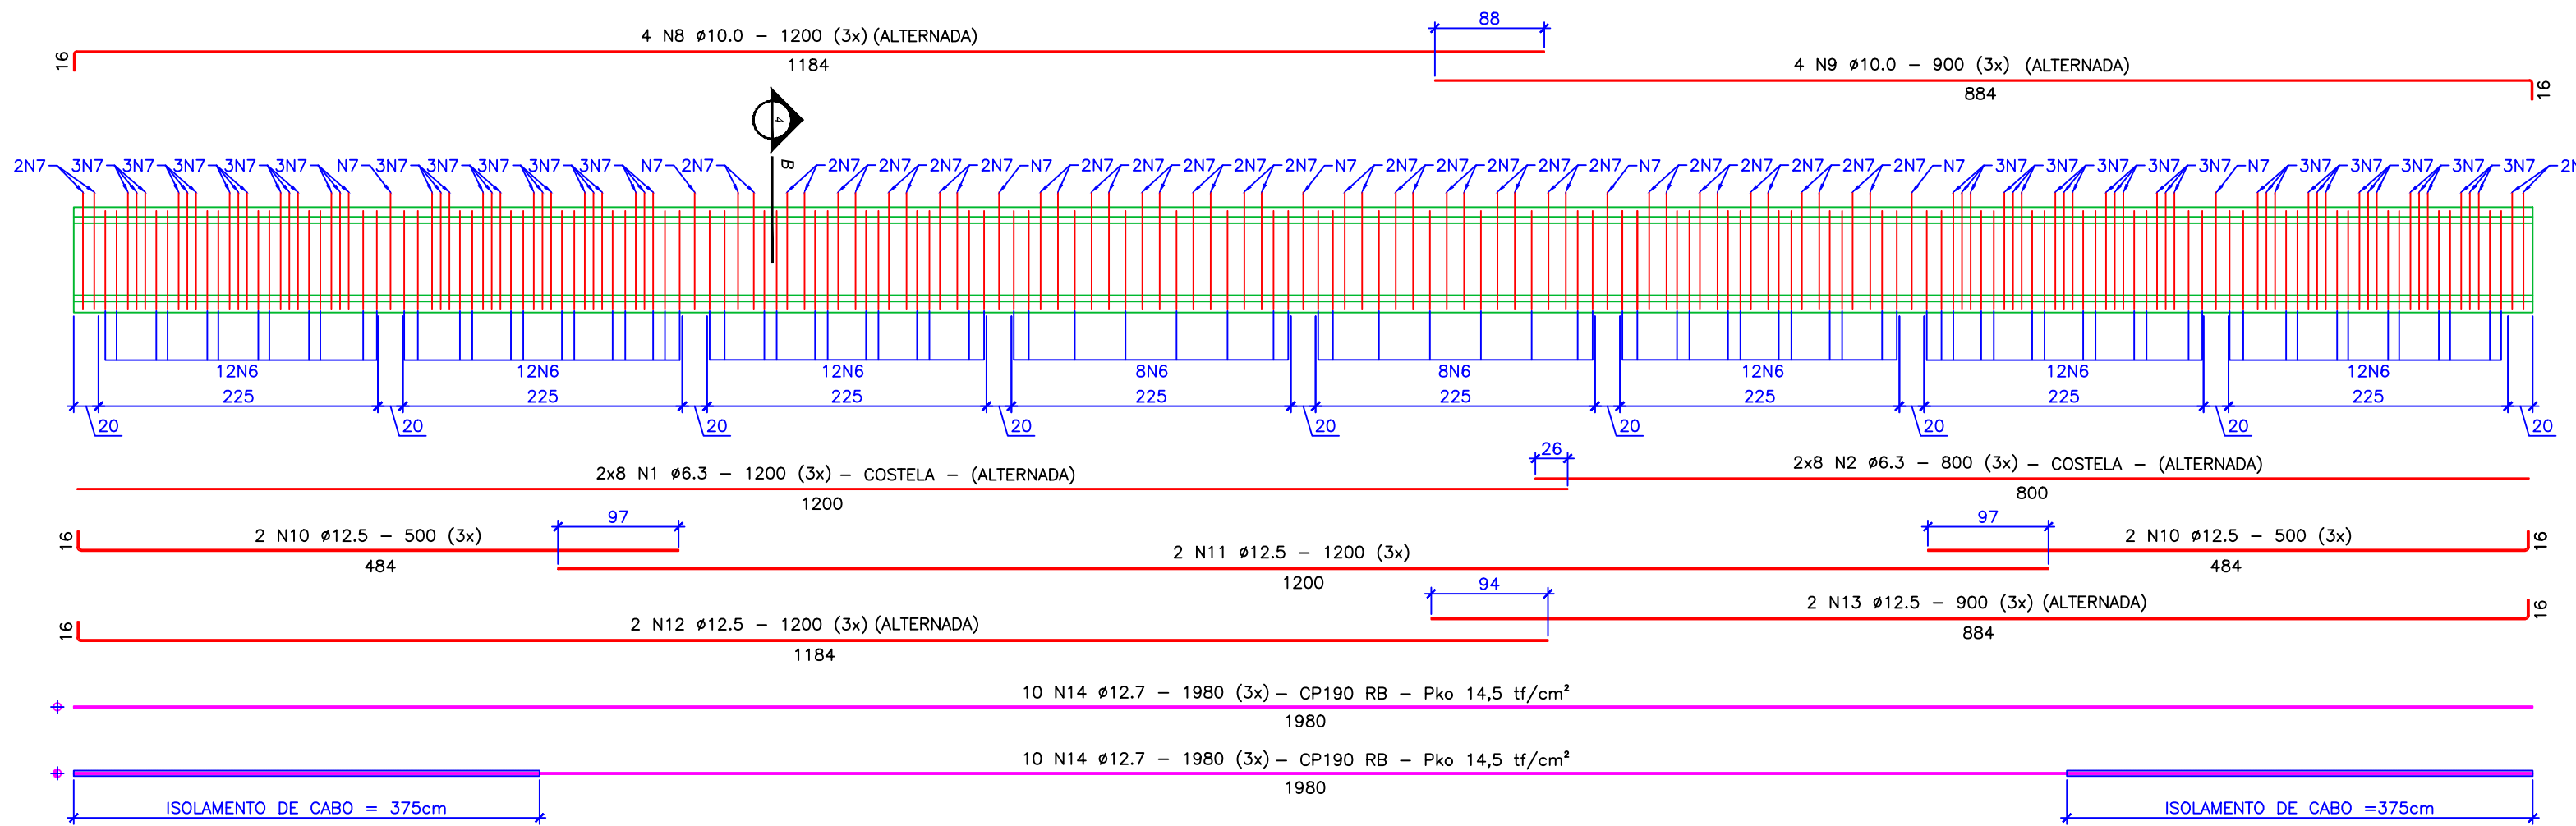 88
4 N8 ø10.0 – 1200 (3x) (ALTERNADA)
16
1184
4 N9 ø10.0 – 900 (3x) (ALTERNADA)
884
16
4
B
2N7 3N7 3N7 3N7 3N7 3N7 N7 3N7 3N7 3N7 3N7 3N7 N7 2N7 2N7 2N7 2N7 2N7 N7 2N7 2N7 2N7 2N7 2N7 N7 2N7 2N7 2N7 2N7 2N7 N7 2N7 2N7 2N7 2N7 2N7 N7 3N7 3N7 3N7 3N7 3N7 N7 3N7 3N7 3N7 3N7 3N7
12N6 12N6 12N6 8N6 8N6 12N6 12N6 12N6
225 225 225 225 225 225 225 225
20 20 20 20 20 20 20 20 20
26
2x8 N1 ø6.3 – 1200 (3x) – COSTELA – (ALTERNADA)
1200
2x8 N2 ø6.3 – 800 (3x) – COSTELA – (ALTERNADA)
800
97
97
16
2 N10 ø12.5 – 500 (3x)
484
2 N11 ø12.5 – 1200 (3x)
1200
2 N10 ø12.5 – 500 (3x)
484
16
94
16
2 N12 ø12.5 – 1200 (3x) (ALTERNADA)
1184
2 N13 ø12.5 – 900 (3x) (ALTERNADA)
884
16
10 N14 ø12.7 – 1980 (3x) – CP190 RB – Pko 14,5 tf/cm²
1980
10 N14 ø12.7 – 1980 (3x) – CP190 RB – Pko 14,5 tf/cm²
1980
ISOLAMENTO DE CABO = 375cm
ISOLAMENTO DE CABO =375cm